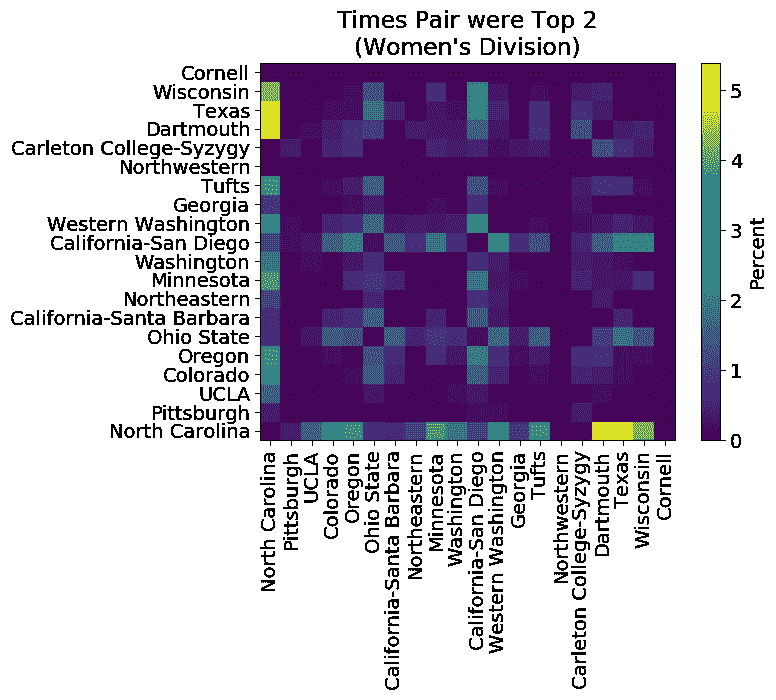 Times Pair were Top 2
(Women's Division)
Cornell
Wisconsin
Texas
Dartmouth
Carleton College-Syzygy
Northwestern
Tufts
Georgia
Western Washington
California-San Diego
Washington
Minnesota
Northeastern
California-Santa Barbara
Ohio State
Oregon
Colorado
UCLA
Pittsburgh
North Carolina
North Carolina
Pittsburgh
UCLA
Colorado
Oregon
Ohio State
California-Santa Barbara
Northeastern
Minnesota
Washington
California-San Diego
Western Washington
Georgia
Tufts
Northwestern
Carleton College-Syzygy
Dartmouth
Texas
Wisconsin
Cornell
5
4
3
2
1
0
Percent